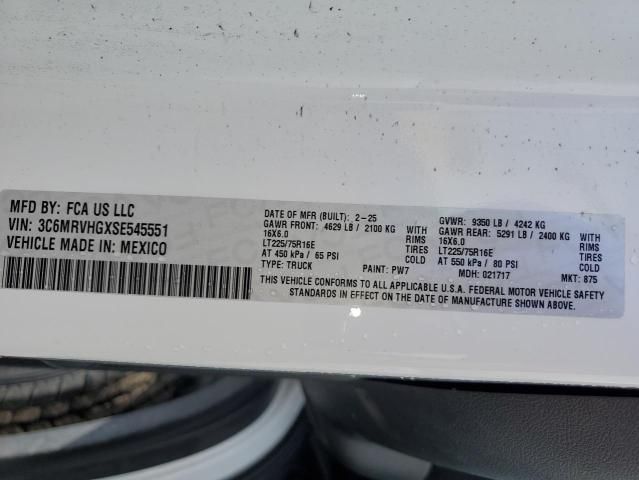 MFD BY: FCA US LLC
VIN: 3C6MRVHGXSE545551
VEHICLE MADE IN: MEXICO
DATE OF MFR (BUILT): 2-25
GAWR FRONT: 4629 LB / 2100 KG WITH
16X6.0 RIMS
LT225/75R16E TIRES
AT 450 kPa / 65 PSI COLD
TYPE: TRUCK PAINT: PW7
GVWR: 9350 LB / 4242 KG
GAWR REAR: 5291 LB / 2400 KG WITH
16X6.0 RIMS
LT225/75R16E TIRES
AT 550 kPa / 80 PSI COLD
MDH: 021717 MKT: 875
THIS VEHICLE CONFORMS TO ALL APPLICABLE U.S.A. FEDERAL MOTOR VEHICLE SAFETY
STANDARDS IN EFFECT ON THE DATE OF MANUFACTURE SHOWN ABOVE.